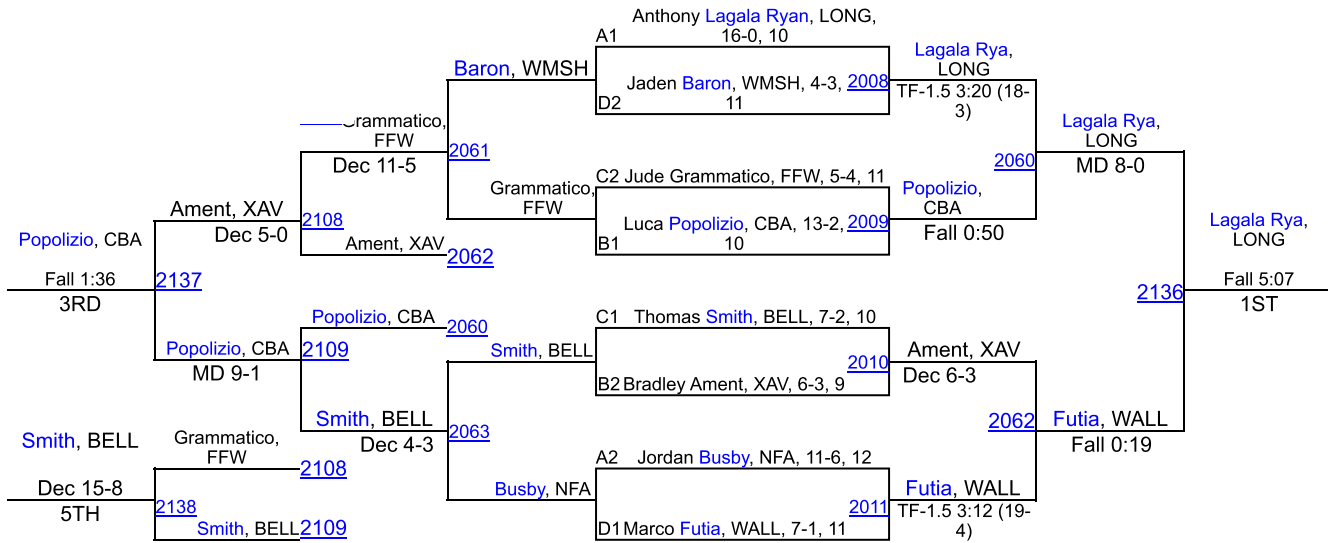 Anthony Lagala Ryan, LONG,
A1 16-0, 10
Lagala Rya,
LONG
Baron, WMSH
Jaden Baron, WMSH, 4-3, 2008
D2 11
TF-1.5 3:20 (18-
3)
Grammatico,
FFW
Lagala Rya,
LONG
Dec 11-5
2061
2060
MD 8-0
C2 Jude Grammatico, FFW, 5-4, 11
Grammatico,
FFW
Popolizio,
CBA
Ament, XAV
2108
Luca Popolizio, CBA, 13-2, 2009
Dec 5-0
B1 10
Fall 0:50
Lagala Rya,
LONG
Popolizio, CBA
Ament, XAV 2062
Fall 1:36
2137
2136
Fall 5:07
3RD
1ST
Popolizio, CBA 2060
C1 Thomas Smith, BELL, 7-2, 10
Popolizio, CBA 2109
Smith, BELL
2010
Ament, XAV
MD 9-1
B2 Bradley Ament, XAV, 6-3, 9
Dec 6-3
Smith, BELL
2063
2062
Futia, WALL
Dec 4-3
Fall 0:19
Smith, BELL
Grammatico,
FFW
2108
A2 Jordan Busby, NFA, 11-6, 12
Dec 15-8
Busby, NFA
Futia, WALL
5TH
2138
2011
TF-1.5 3:12 (19-
4)
Smith, BELL 2109
D1 Marco Futia, WALL, 7-1, 11